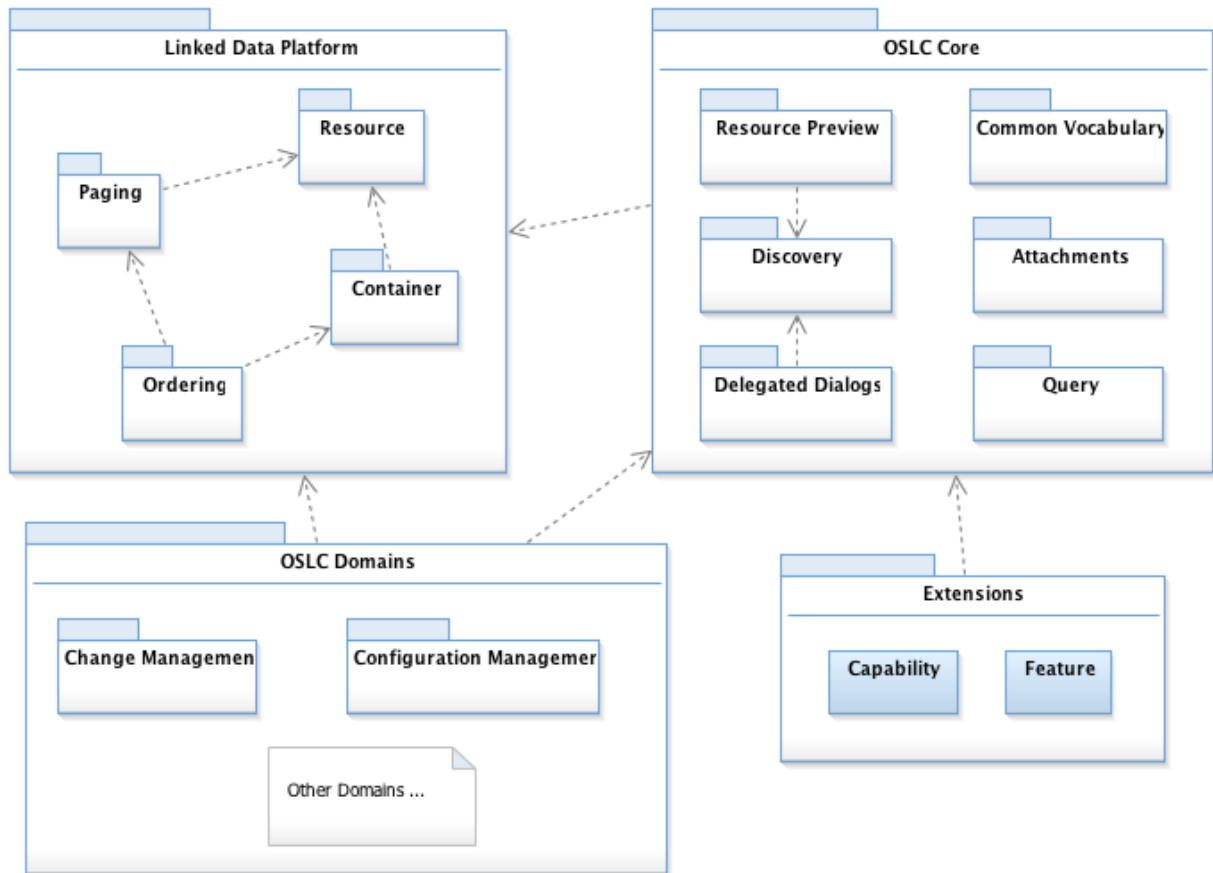 Linked Data Platform
Resource
Paging
Container
Ordering
OSLC Core
Resource Preview
Common Vocabulary
Discovery
Attachments
Delegated Dialogs
Query
OSLC Domains
Change Managemen
Configuration Managemer
Other Domains ...
Extensions
Capability
Feature